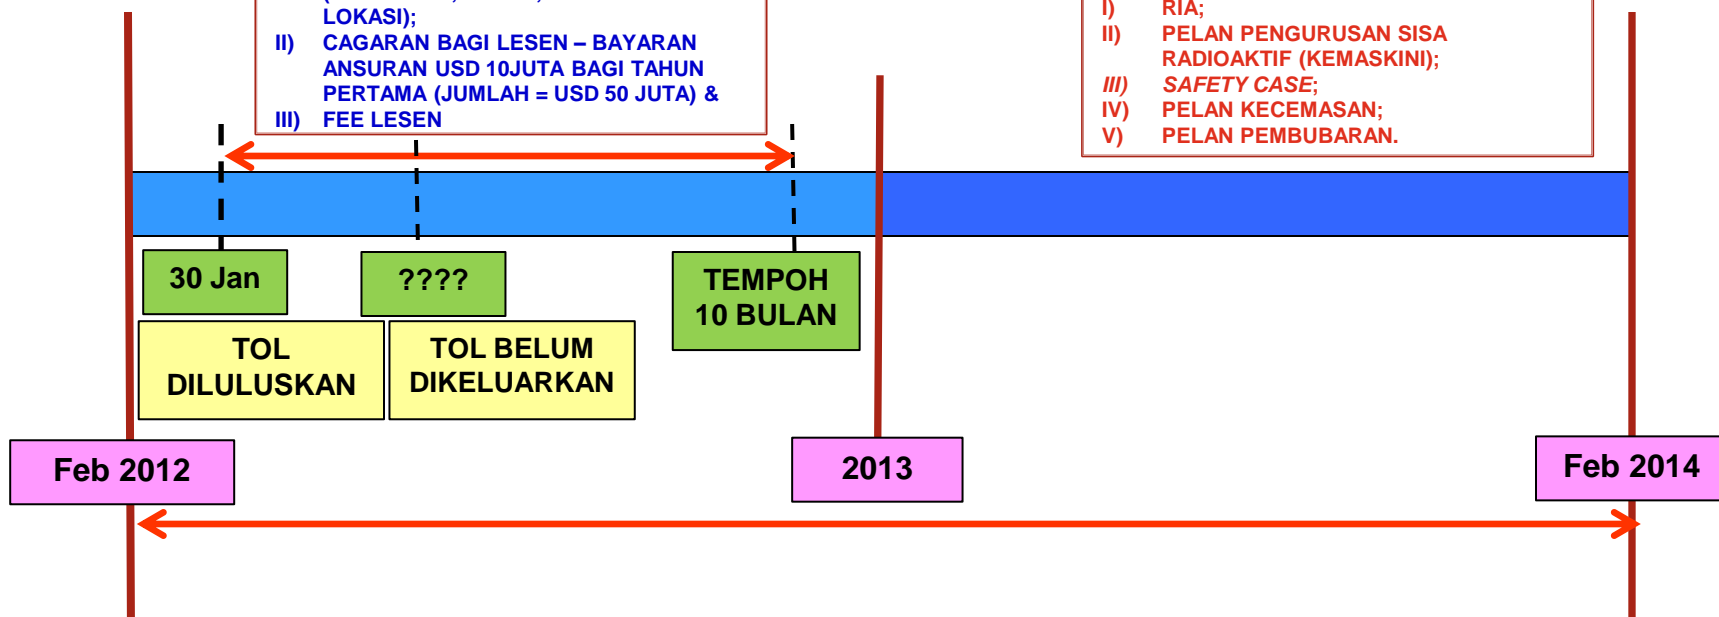 LOKASI);
II) CAGARAN BAGI LESEN – BAYARAN
ANSURAN USD 10JUTA BAGI TAHUN
PERTAMA (JUMLAH = USD 50 JUTA) &
III) FEE LESEN
I) RIA;
II) PELAN PENGURUSAN SISA
RADIOAKTIF (KEMASKINI);
III) SAFETY CASE;
IV) PELAN KECEMASAN;
V) PELAN PEMBUBARAN.
30 Jan
????
TEMPOH
10 BULAN
TOL
DILULUSKAN
TOL BELUM
DIKELUARKAN
Feb 2012
2013
Feb 2014